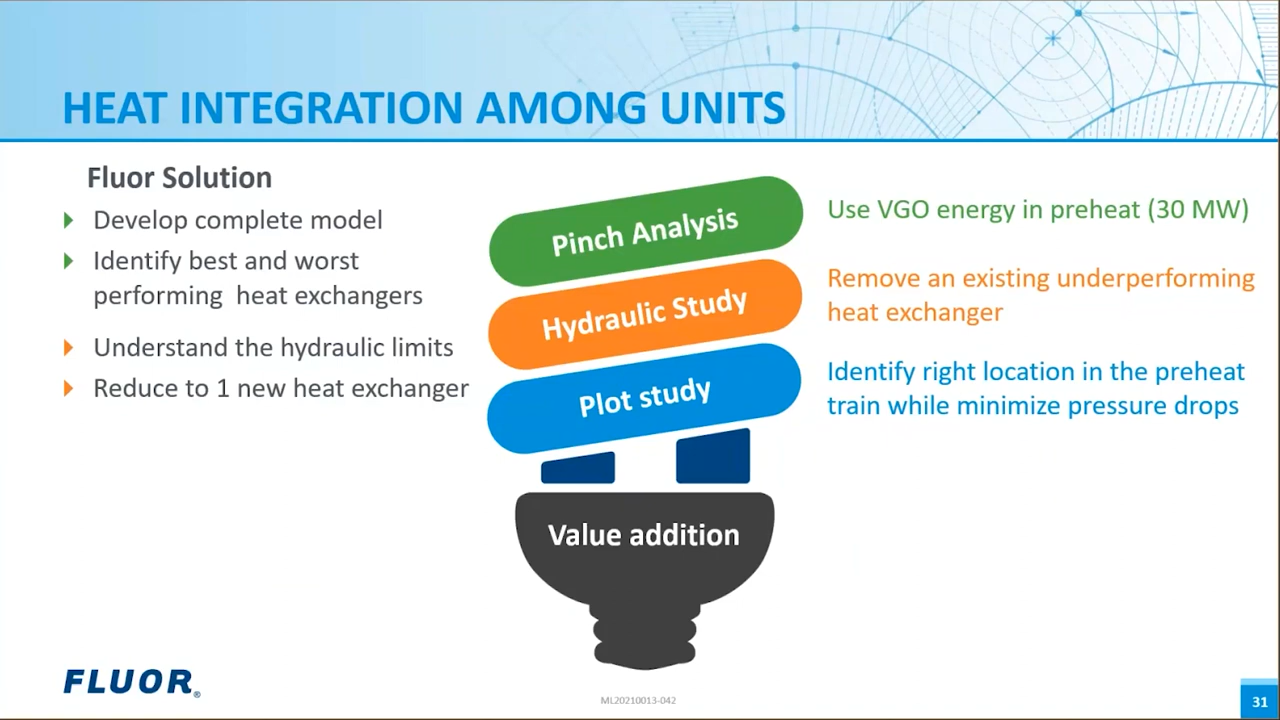 HEAT INTEGRATION AMONG UNITS
Fluor Solution
Develop complete model
Identify best and worst
performing heat exchangers
Understand the hydraulic limits
Reduce to 1 new heat exchanger
Pinch Analysis
Hydraulic Study
Plot study
Value addition
Use VGO energy in preheat (30 MW)
Remove an existing underperforming
heat exchanger
Identify right location in the preheat
train while minimize pressure drops
FLUOR®
ML20210013-042
31